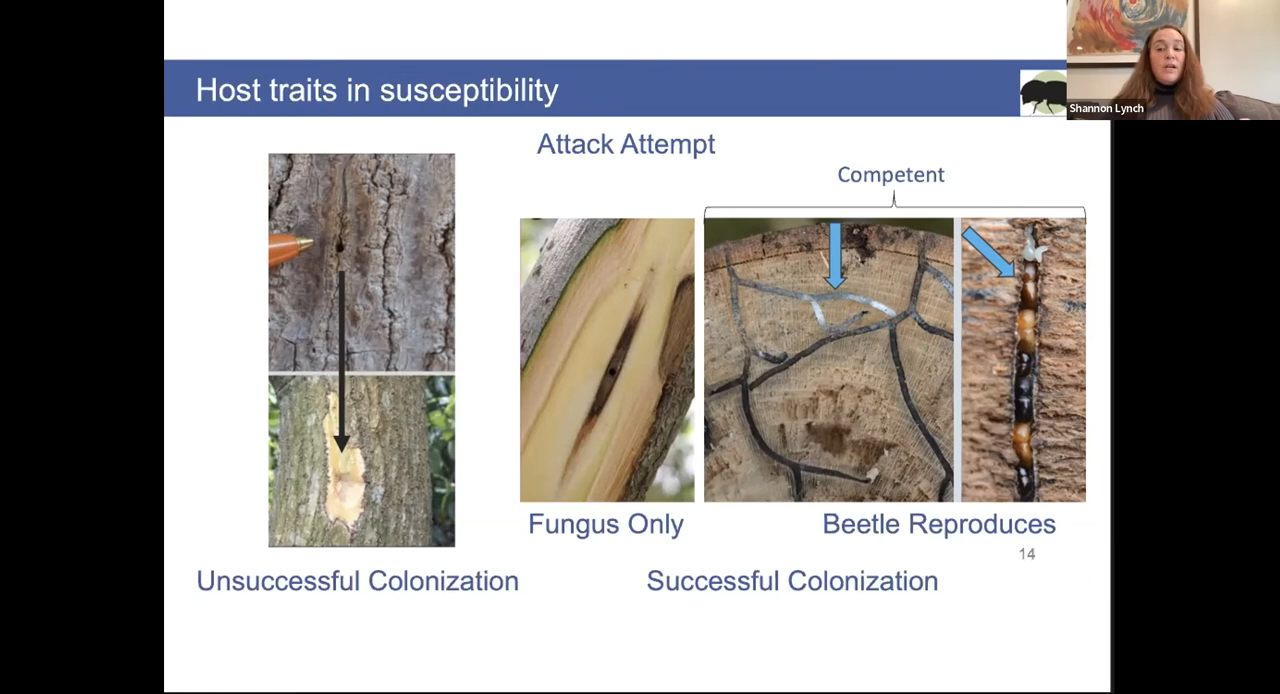 Host traits in susceptibility
Shannon Lynch
Attack Attempt
Competent
Fungus Only
Beetle Reproduces
14
Unsuccessful Colonization
Successful Colonization